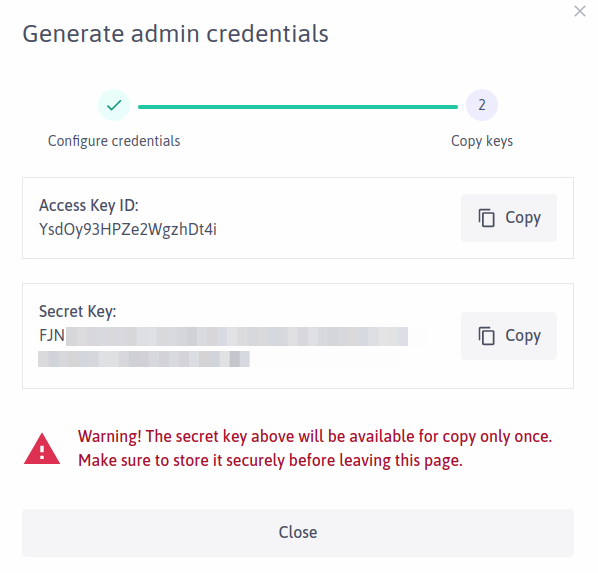 Generate admin credentials
2
Configure credentials
Copy keys
Access Key ID:
YsdOy93HPZe2WgzhDt4i
Copy
Secret Key:
FJN
Copy
Warning! The secret key above will be available for copy only once.
Make sure to store it securely before leaving this page.
Close